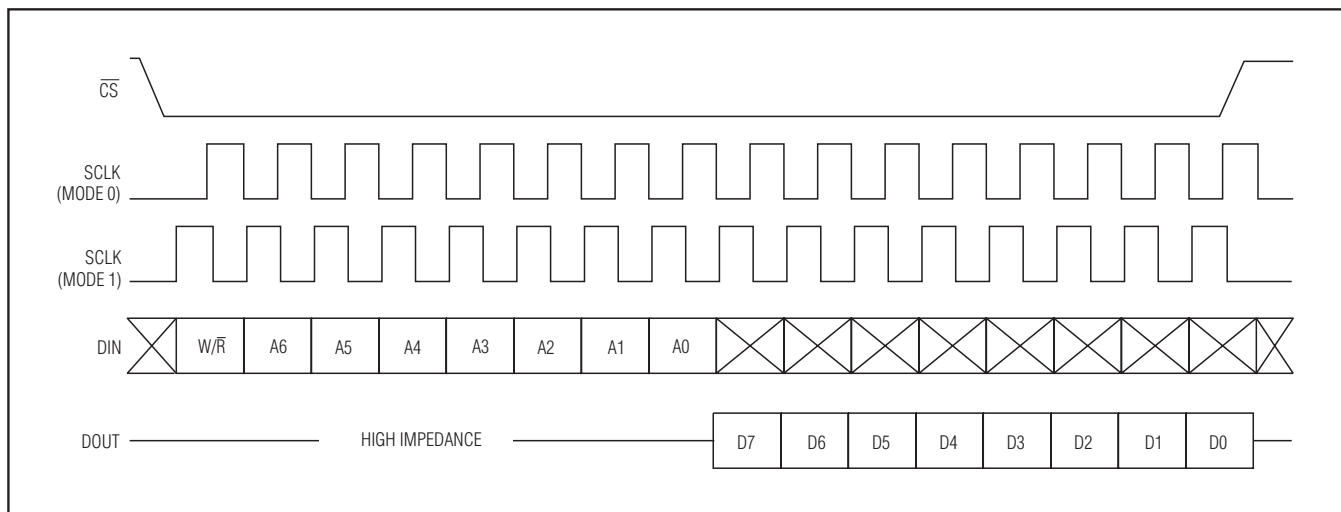 C̅S̅
SCLK
(MODE 0)
SCLK
(MODE 1)
DIN W/R̅ A6 A5 A4 A3 A2 A1 A0
DOUT HIGH IMPEDANCE D7 D6 D5 D4 D3 D2 D1 D0